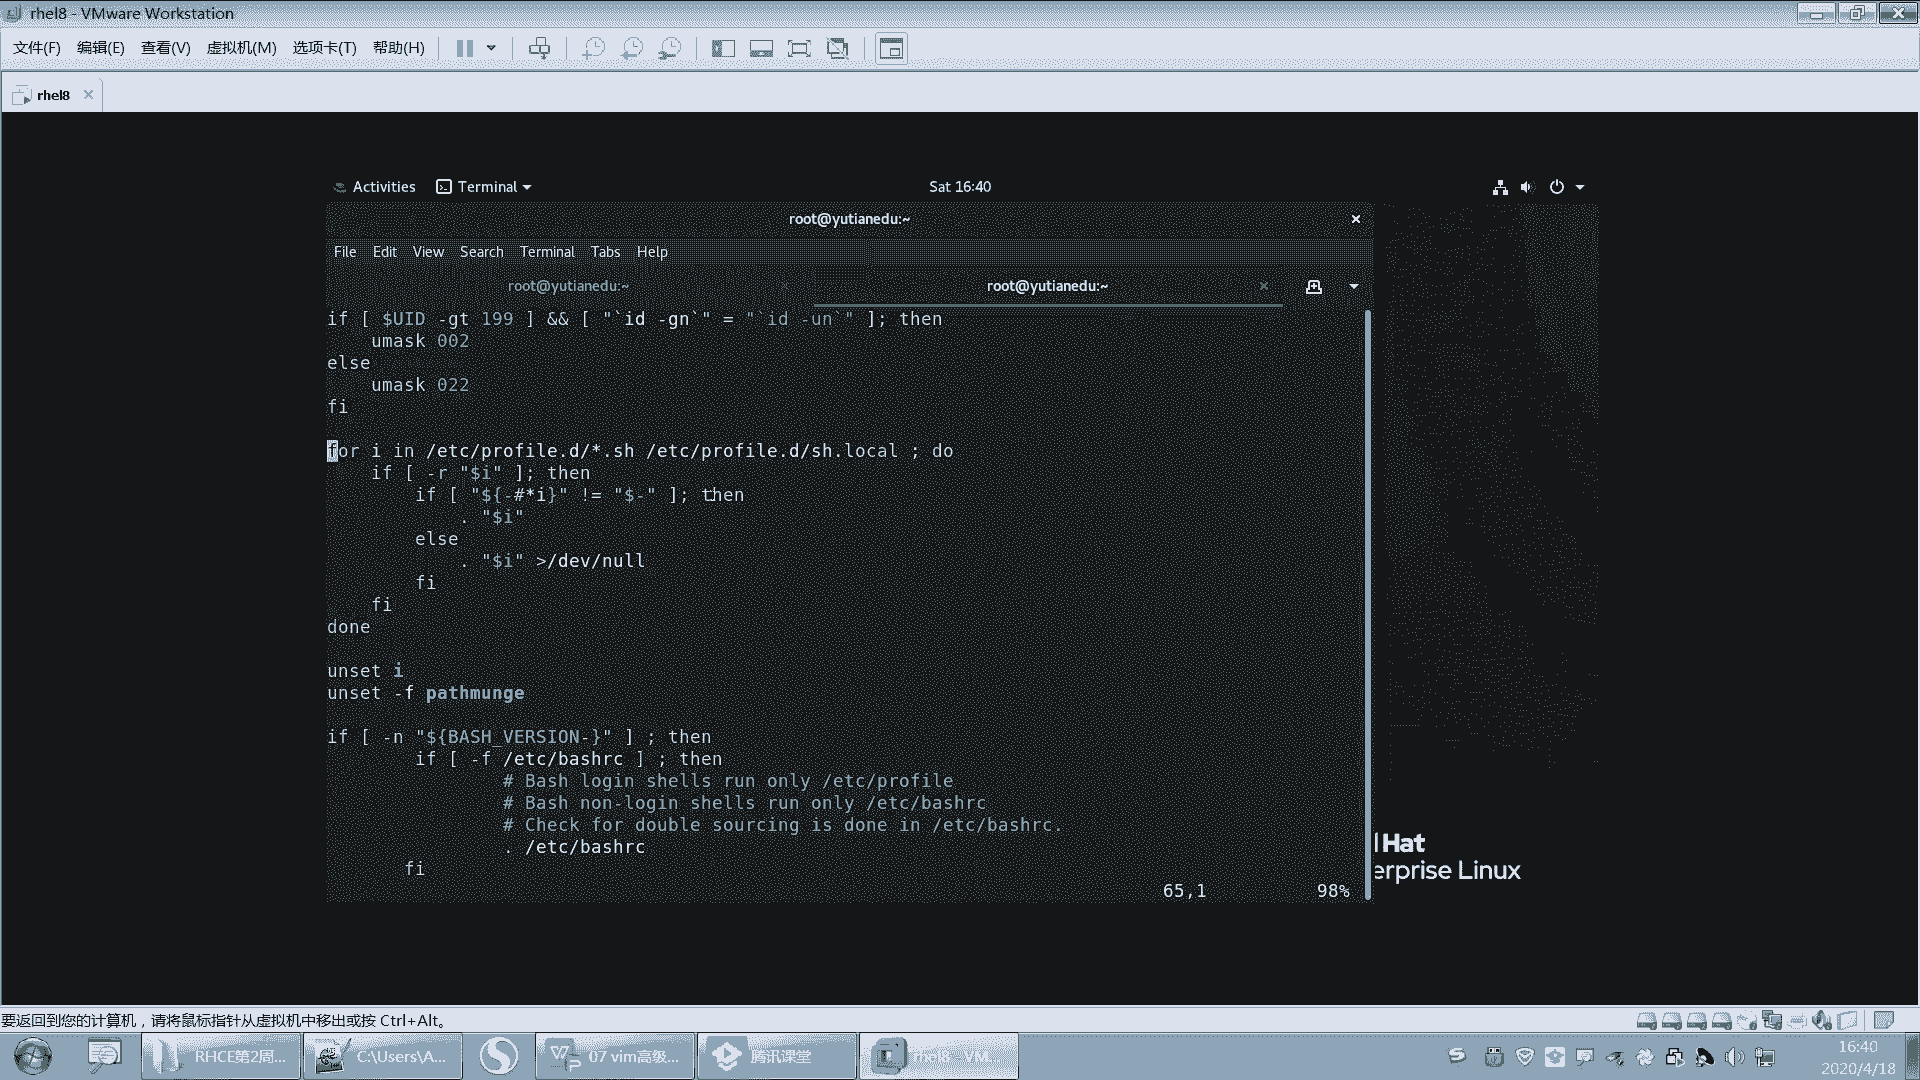 rhel8 - VMware Workstation
文件(F) 编辑(E) 查看(V) 虚拟机(M) 选项卡(T) 帮助(H)
rhel8
Activities Terminal Sat 16:40
root@yutianedu:~
File Edit View Search Terminal Tabs Help
root@yutianedu:~ root@yutianedu:~
if [ $UID -gt 199 ] && [ "`id -gn`" = "`id -un`" ]; then
    umask 002
else
    umask 022
fi
for i in /etc/profile.d/*.sh /etc/profile.d/sh.local ; do
    if [ -r "$i" ]; then
        if [ "${-#*i}" != "$-" ]; then
            . "$i"
        else
            . "$i" >/dev/null
        fi
    fi
done
unset i
unset -f pathmunge
if [ -n "${BASH_VERSION-}" ] ; then
        if [ -f /etc/bashrc ] ; then
                # Bash login shells run only /etc/profile
                # Bash non-login shells run only /etc/bashrc
                # Check for double sourcing is done in /etc/bashrc.
                . /etc/bashrc
       fi
65,1 98%
Hat
erprise Linux
要返回到您的计算机，请将鼠标指针从虚拟机中移出或按 Ctrl+Alt。
RHCE第2周... C:\Users\A... 07 vim高级... 腾讯课堂 rhel8 - VM... 16:40
2020/4/18